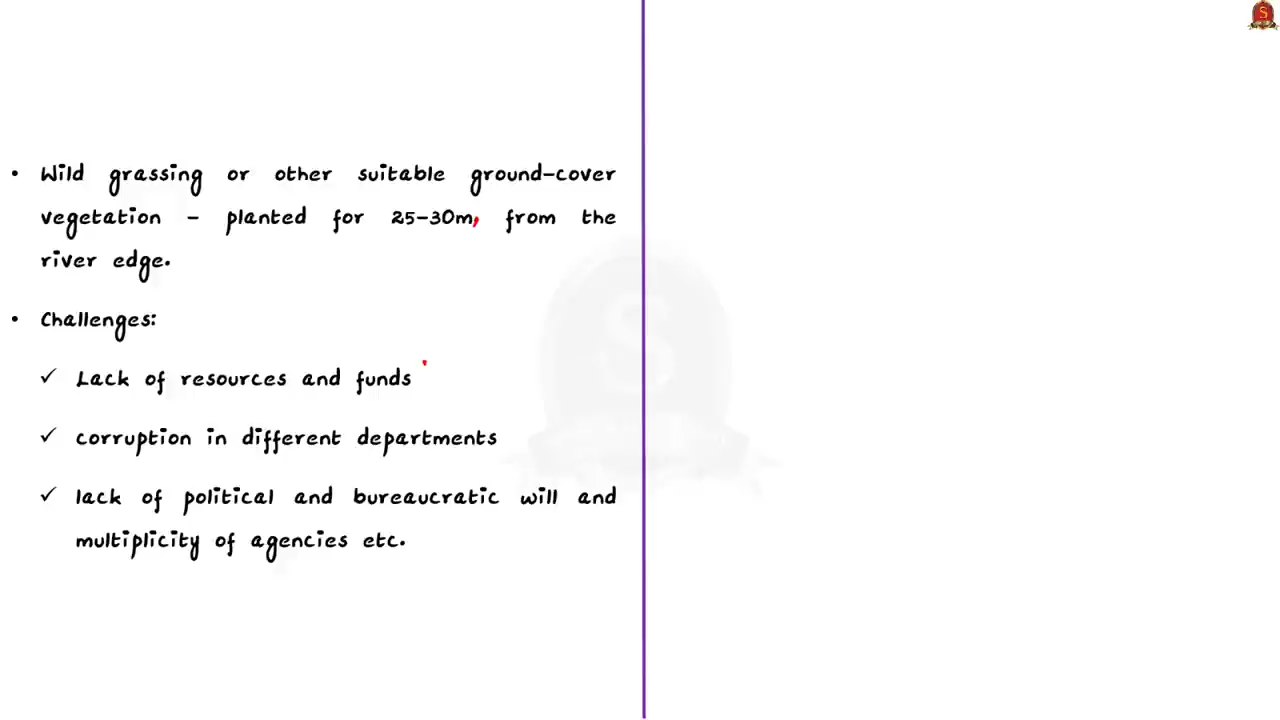 • Wild grassing or other suitable ground-cover
vegetation - planted for 25-30m, from the
river edge.
• Challenges:
✓ Lack of resources and funds
✓ corruption in different departments
✓ lack of political and bureaucratic will and
multiplicity of agencies etc.
S